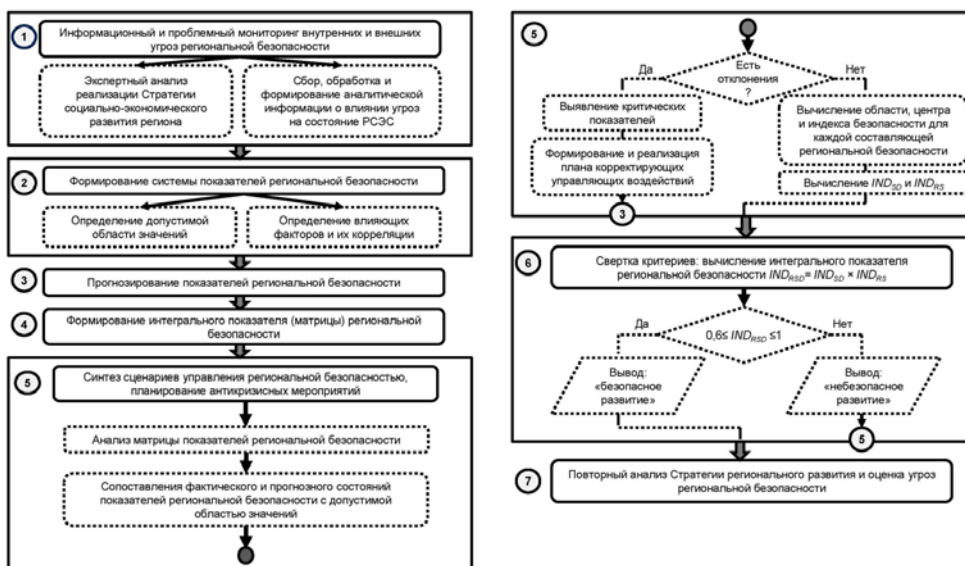 1
Информационный и проблемный мониторинг внутренних и внешних
угроз региональной безопасности
Экспертный анализ
реализации Стратегии
социально-экономического
развития региона
Сбор, обработка и
формирование аналитической
информации о влиянии угроз
на состояние РСЭС
2
Формирование системы показателей региональной безопасности
Определение допустимой
области значений
Определение влияющих
факторов и их корреляции
3
Прогнозирование показателей региональной безопасности
4
Формирование интегрального показателя (матрицы) региональной
безопасности
5
Синтез сценариев управления региональной безопасностью,
планирование антикризисных мероприятий
Анализ матрицы показателей региональной безопасности
Сопоставления фактического и прогнозного состояний
показателей региональной безопасности с допустимой
областью значений
5
Есть
отклонения
?
Да
Нет
Выявление критических
показателей
Формирование и реализация
плана корректирующих
управляющих воздействий
3
Вычисление области, центра
и индекса безопасности для
каждой составляющей
региональной безопасности
Вычисление IND_SD и IND_RS
6
Свертка критериев: вычисление интегрального показателя
региональной безопасности IND_RSD= IND_SD × IND_RS
Да
0,6≤ IND_RSD ≤1
Нет
Вывод:
«безопасное
развитие»
Вывод:
«небезопасное
развитие»
5
7
Повторный анализ Стратегии регионального развития и оценка угроз
региональной безопасности